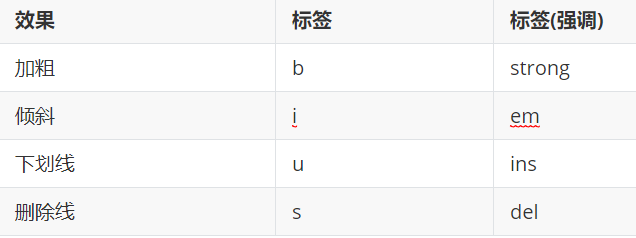 效果 标签 标签(强调)
加粗 b strong
倾斜 i em
下划线 u ins
删除线 s del